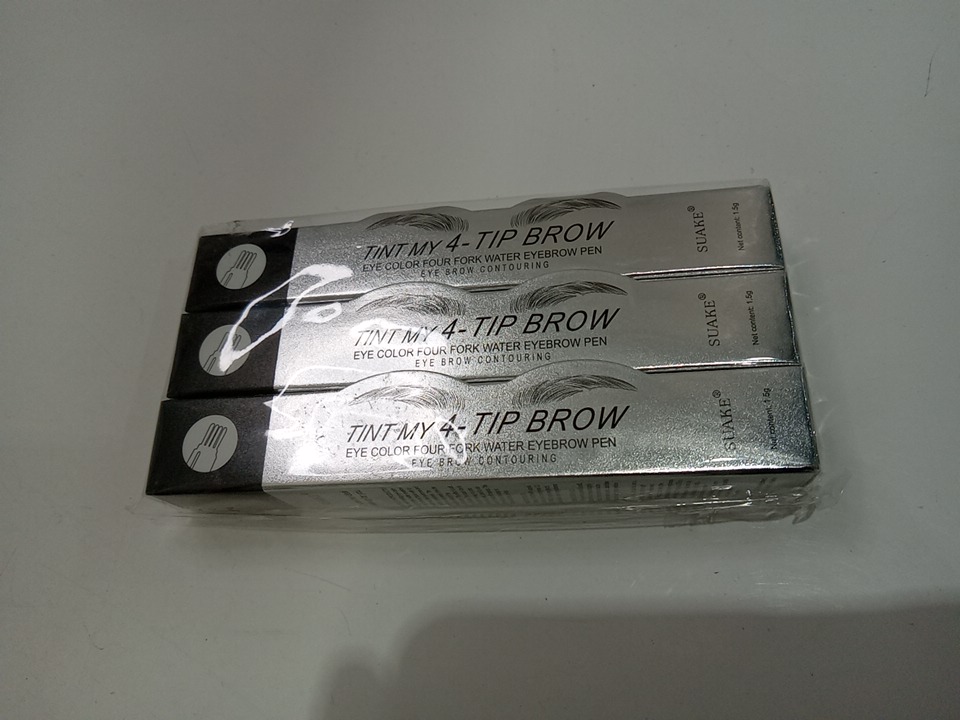 TINT MY 4-TIP BROW
EYE COLOR FOUR FORK WATER EYEBROW PEN
EYE BROW CONTOURING
SUAKE®
Net content: 1.5g
TINT MY 4-TIP BROW
EYE COLOR FOUR FORK WATER EYEBROW PEN
EYE BROW CONTOURING
SUAKE®
Net content: 1.5g
TINT MY 4-TIP BROW
EYE COLOR FOUR FORK WATER EYEBROW PEN
EYE BROW CONTOURING
SUAKE®
Net content: 1.5g